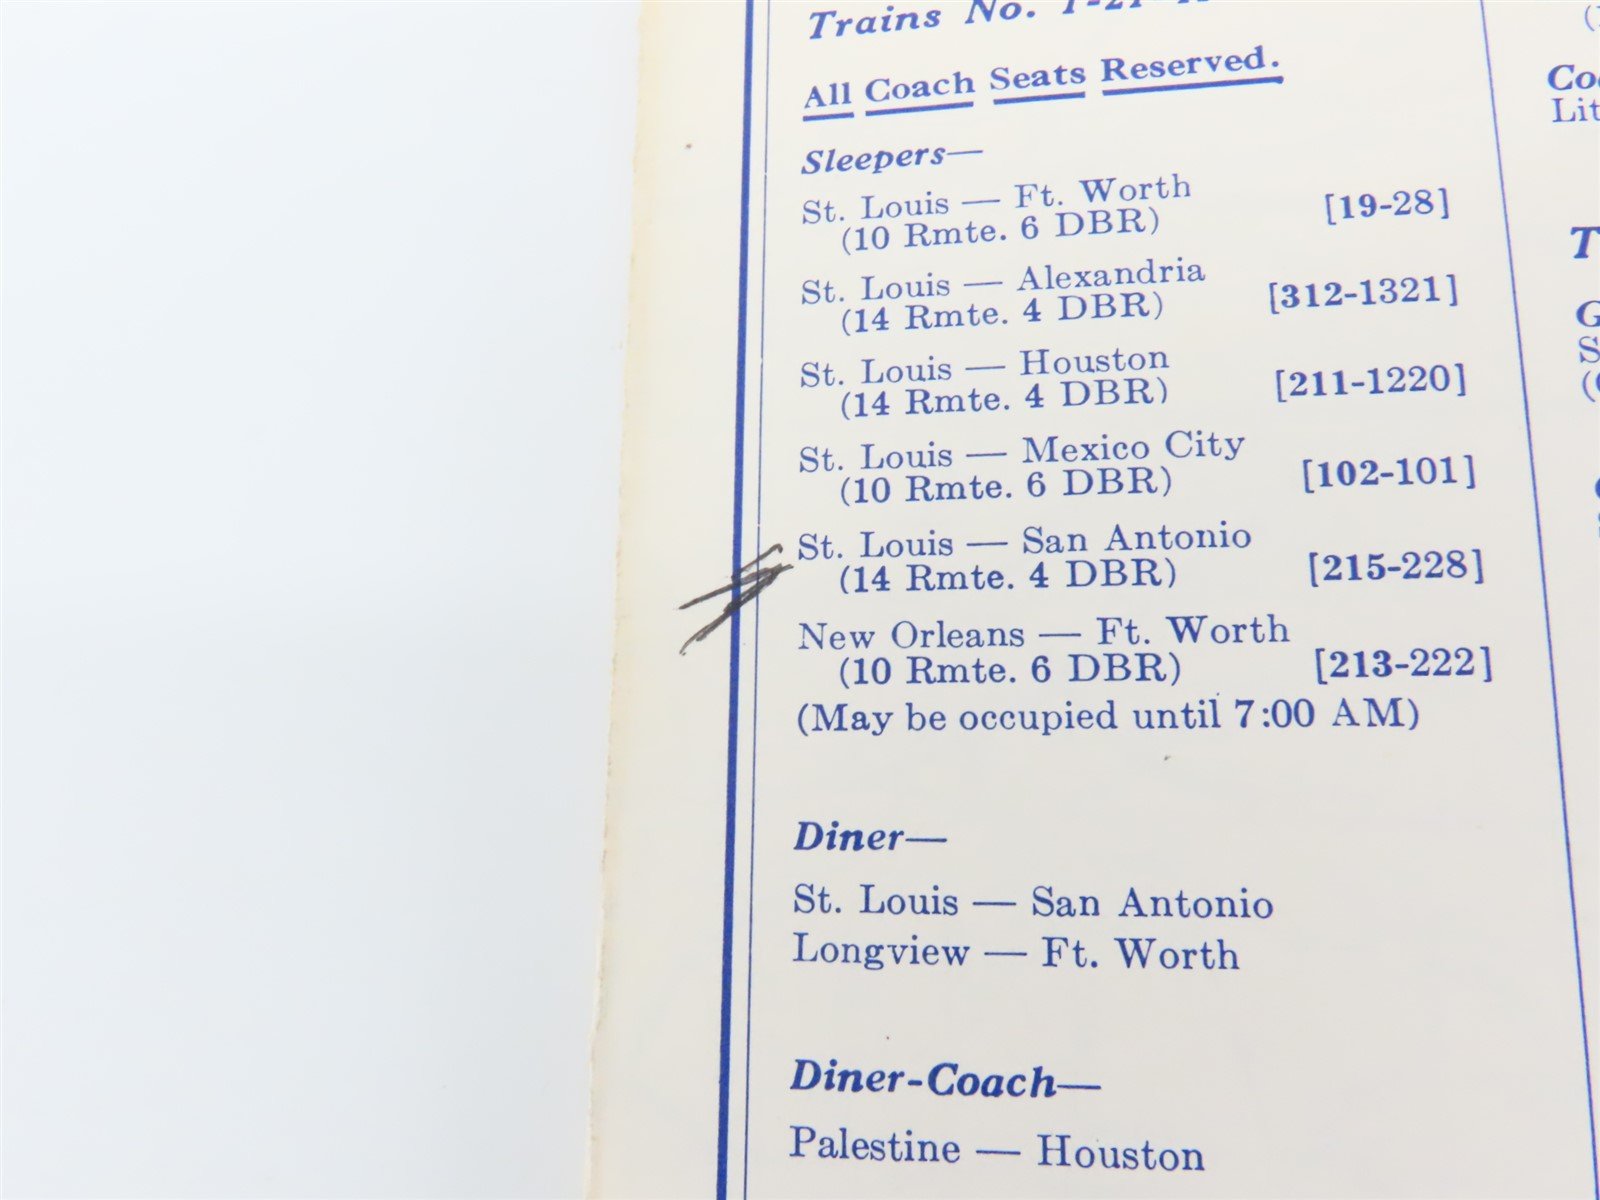 Trains No. 1-21-
All Coach Seats Reserved.
Sleepers—
St. Louis — Ft. Worth
(10 Rmte. 6 DBR) [19-28]
St. Louis — Alexandria
(14 Rmte. 4 DBR) [312-1321]
St. Louis — Houston
(14 Rmte. 4 DBR) [211-1220]
St. Louis — Mexico City
(10 Rmte. 6 DBR) [102-101]
St. Louis — San Antonio
(14 Rmte. 4 DBR) [215-228]
New Orleans — Ft. Worth
(10 Rmte. 6 DBR) [213-222]
(May be occupied until 7:00 AM)
Diner—
St. Louis — San Antonio
Longview — Ft. Worth
Diner-Coach—
Palestine — Houston